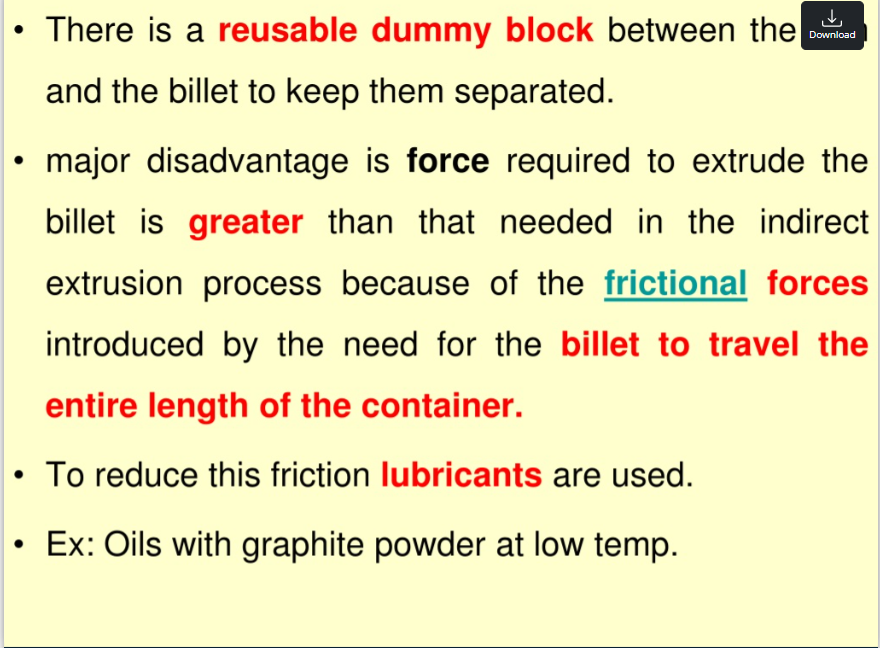 • There is a reusable dummy block between the
Download
and the billet to keep them separated.
• major disadvantage is force required to extrude the
billet is greater than that needed in the indirect
extrusion process because of the frictional forces
introduced by the need for the billet to travel the
entire length of the container.
• To reduce this friction lubricants are used.
• Ex: Oils with graphite powder at low temp.